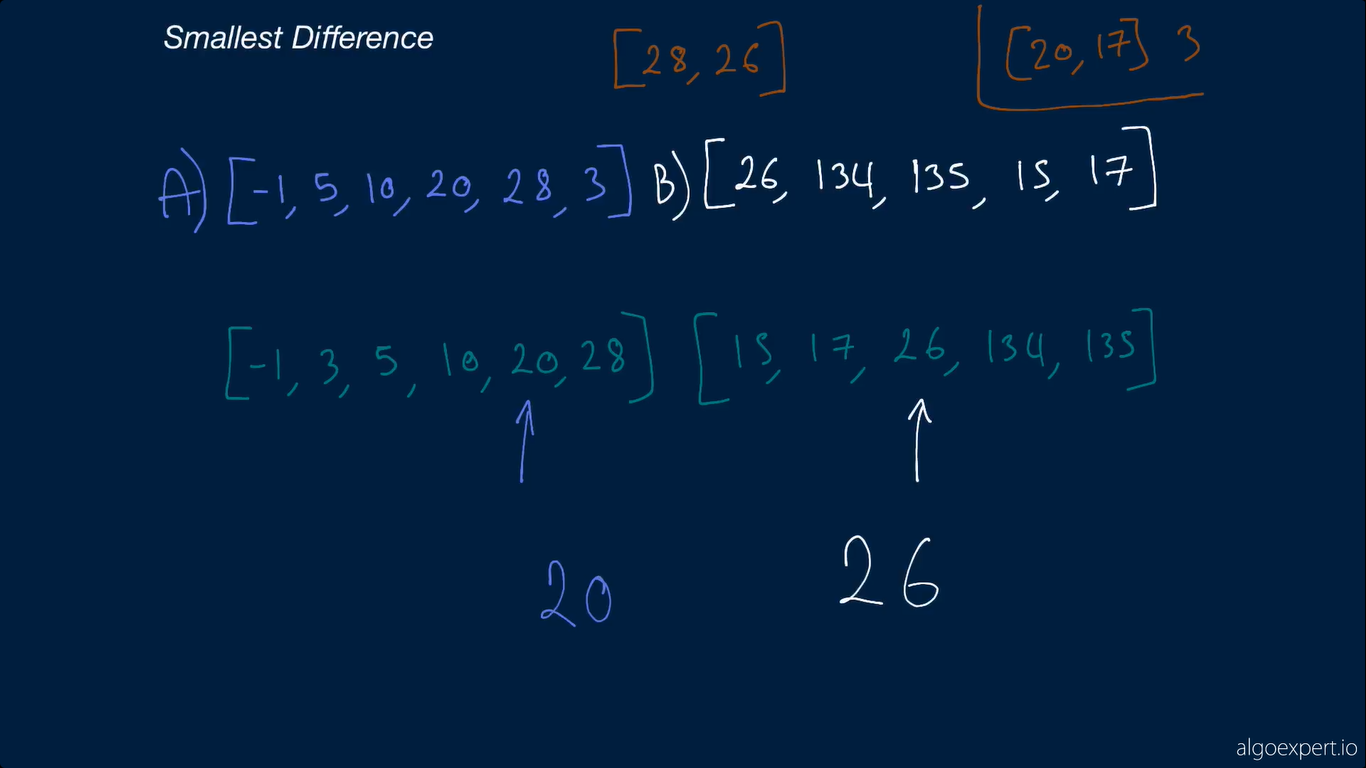 Smallest Difference
[28, 26]
[20, 17] 3
A) [-1, 5, 10, 20, 28, 3] B) [26, 134, 135, 15, 17]
[-1, 3, 5, 10, 20, 28] [15, 17, 26, 134, 135]
20 26
algoexpert.io